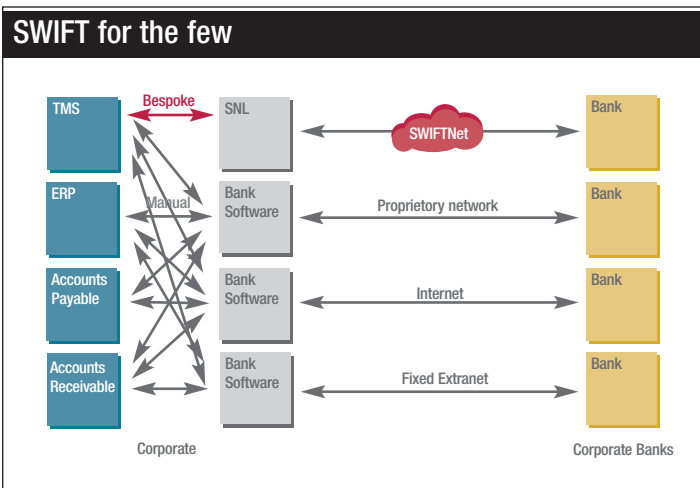 SWIFT for the few
TMS
Bespoke
SNL
SWIFTNet
Bank
ERP
Manual
Bank
Software
Proprietory network
Bank
Accounts
Payable
Bank
Software
Internet
Bank
Accounts
Receivable
Bank
Software
Fixed Extranet
Bank
Corporate
Corporate Banks